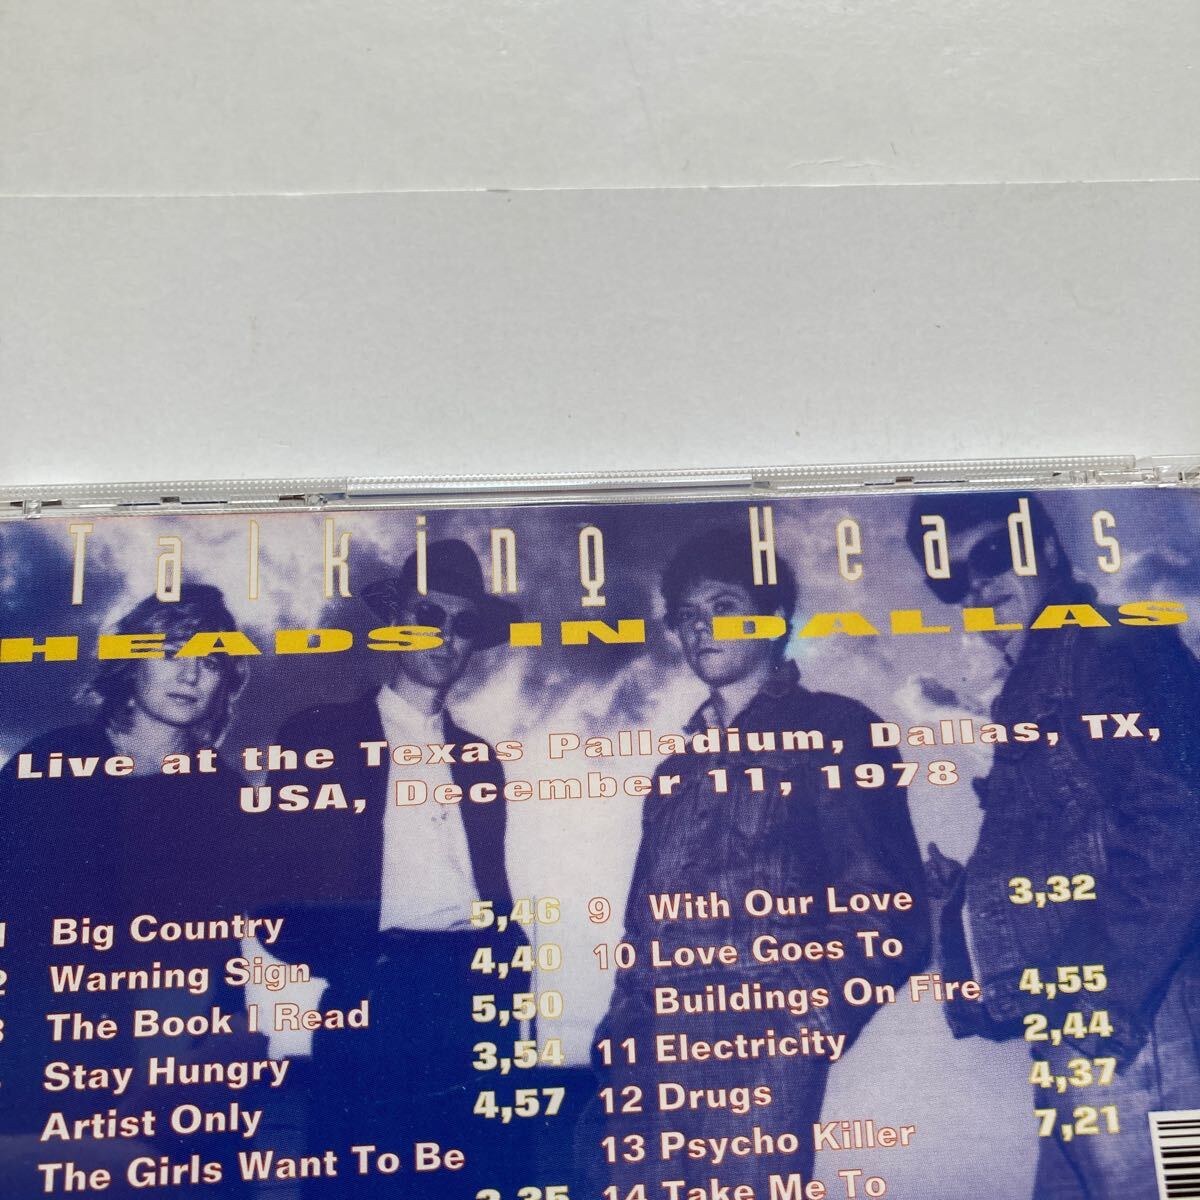 Talking Heads
HEADS IN DALLAS
Live at the Texas Palladium, Dallas, TX,
USA, December 11, 1978
Big Country 5,46
Warning Sign 4,40
The Book I Read 5,50
Stay Hungry 3,54
Artist Only 4,57
The Girls Want To Be
9 With Our Love 3,32
10 Love Goes To
Buildings On Fire 4,55
11 Electricity 2,44
12 Drugs 4,37
13 Psycho Killer 7,21
14 Take Me To